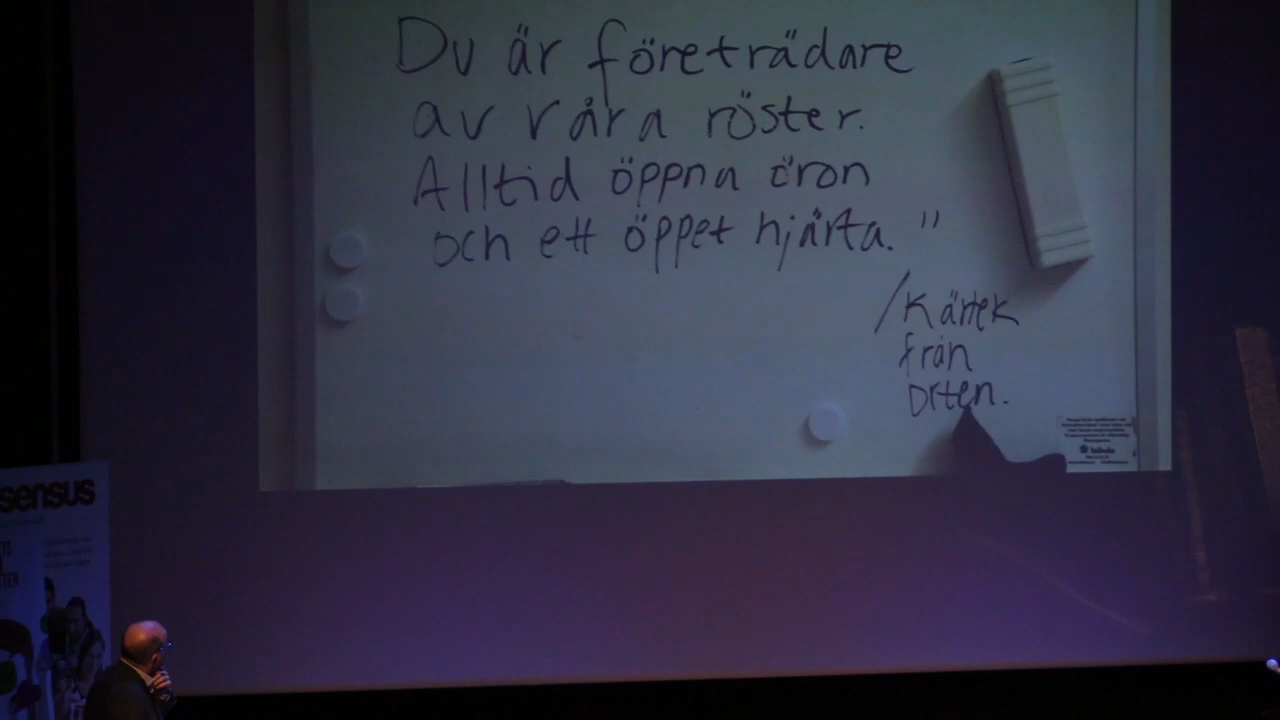 Du är företrädare
av våra röster.
Alltid öppna öron
och ett öppet hjärta."
/Kärlek
från
Orten.
sensus